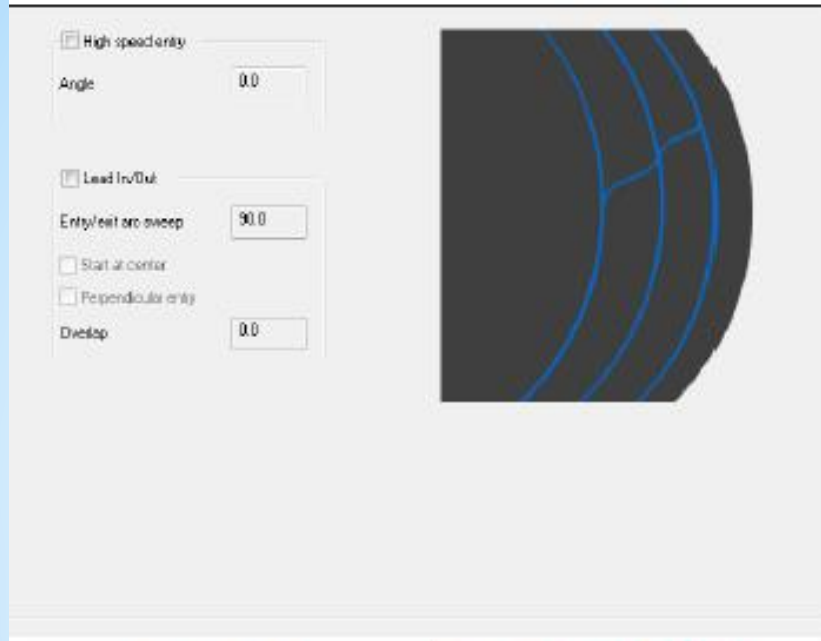 High speed entry
Angle 0.0
Lead In/Out
Entry/exit arc sweep 90.0
Start at center
Perpendicular entry
Overlap 0.0